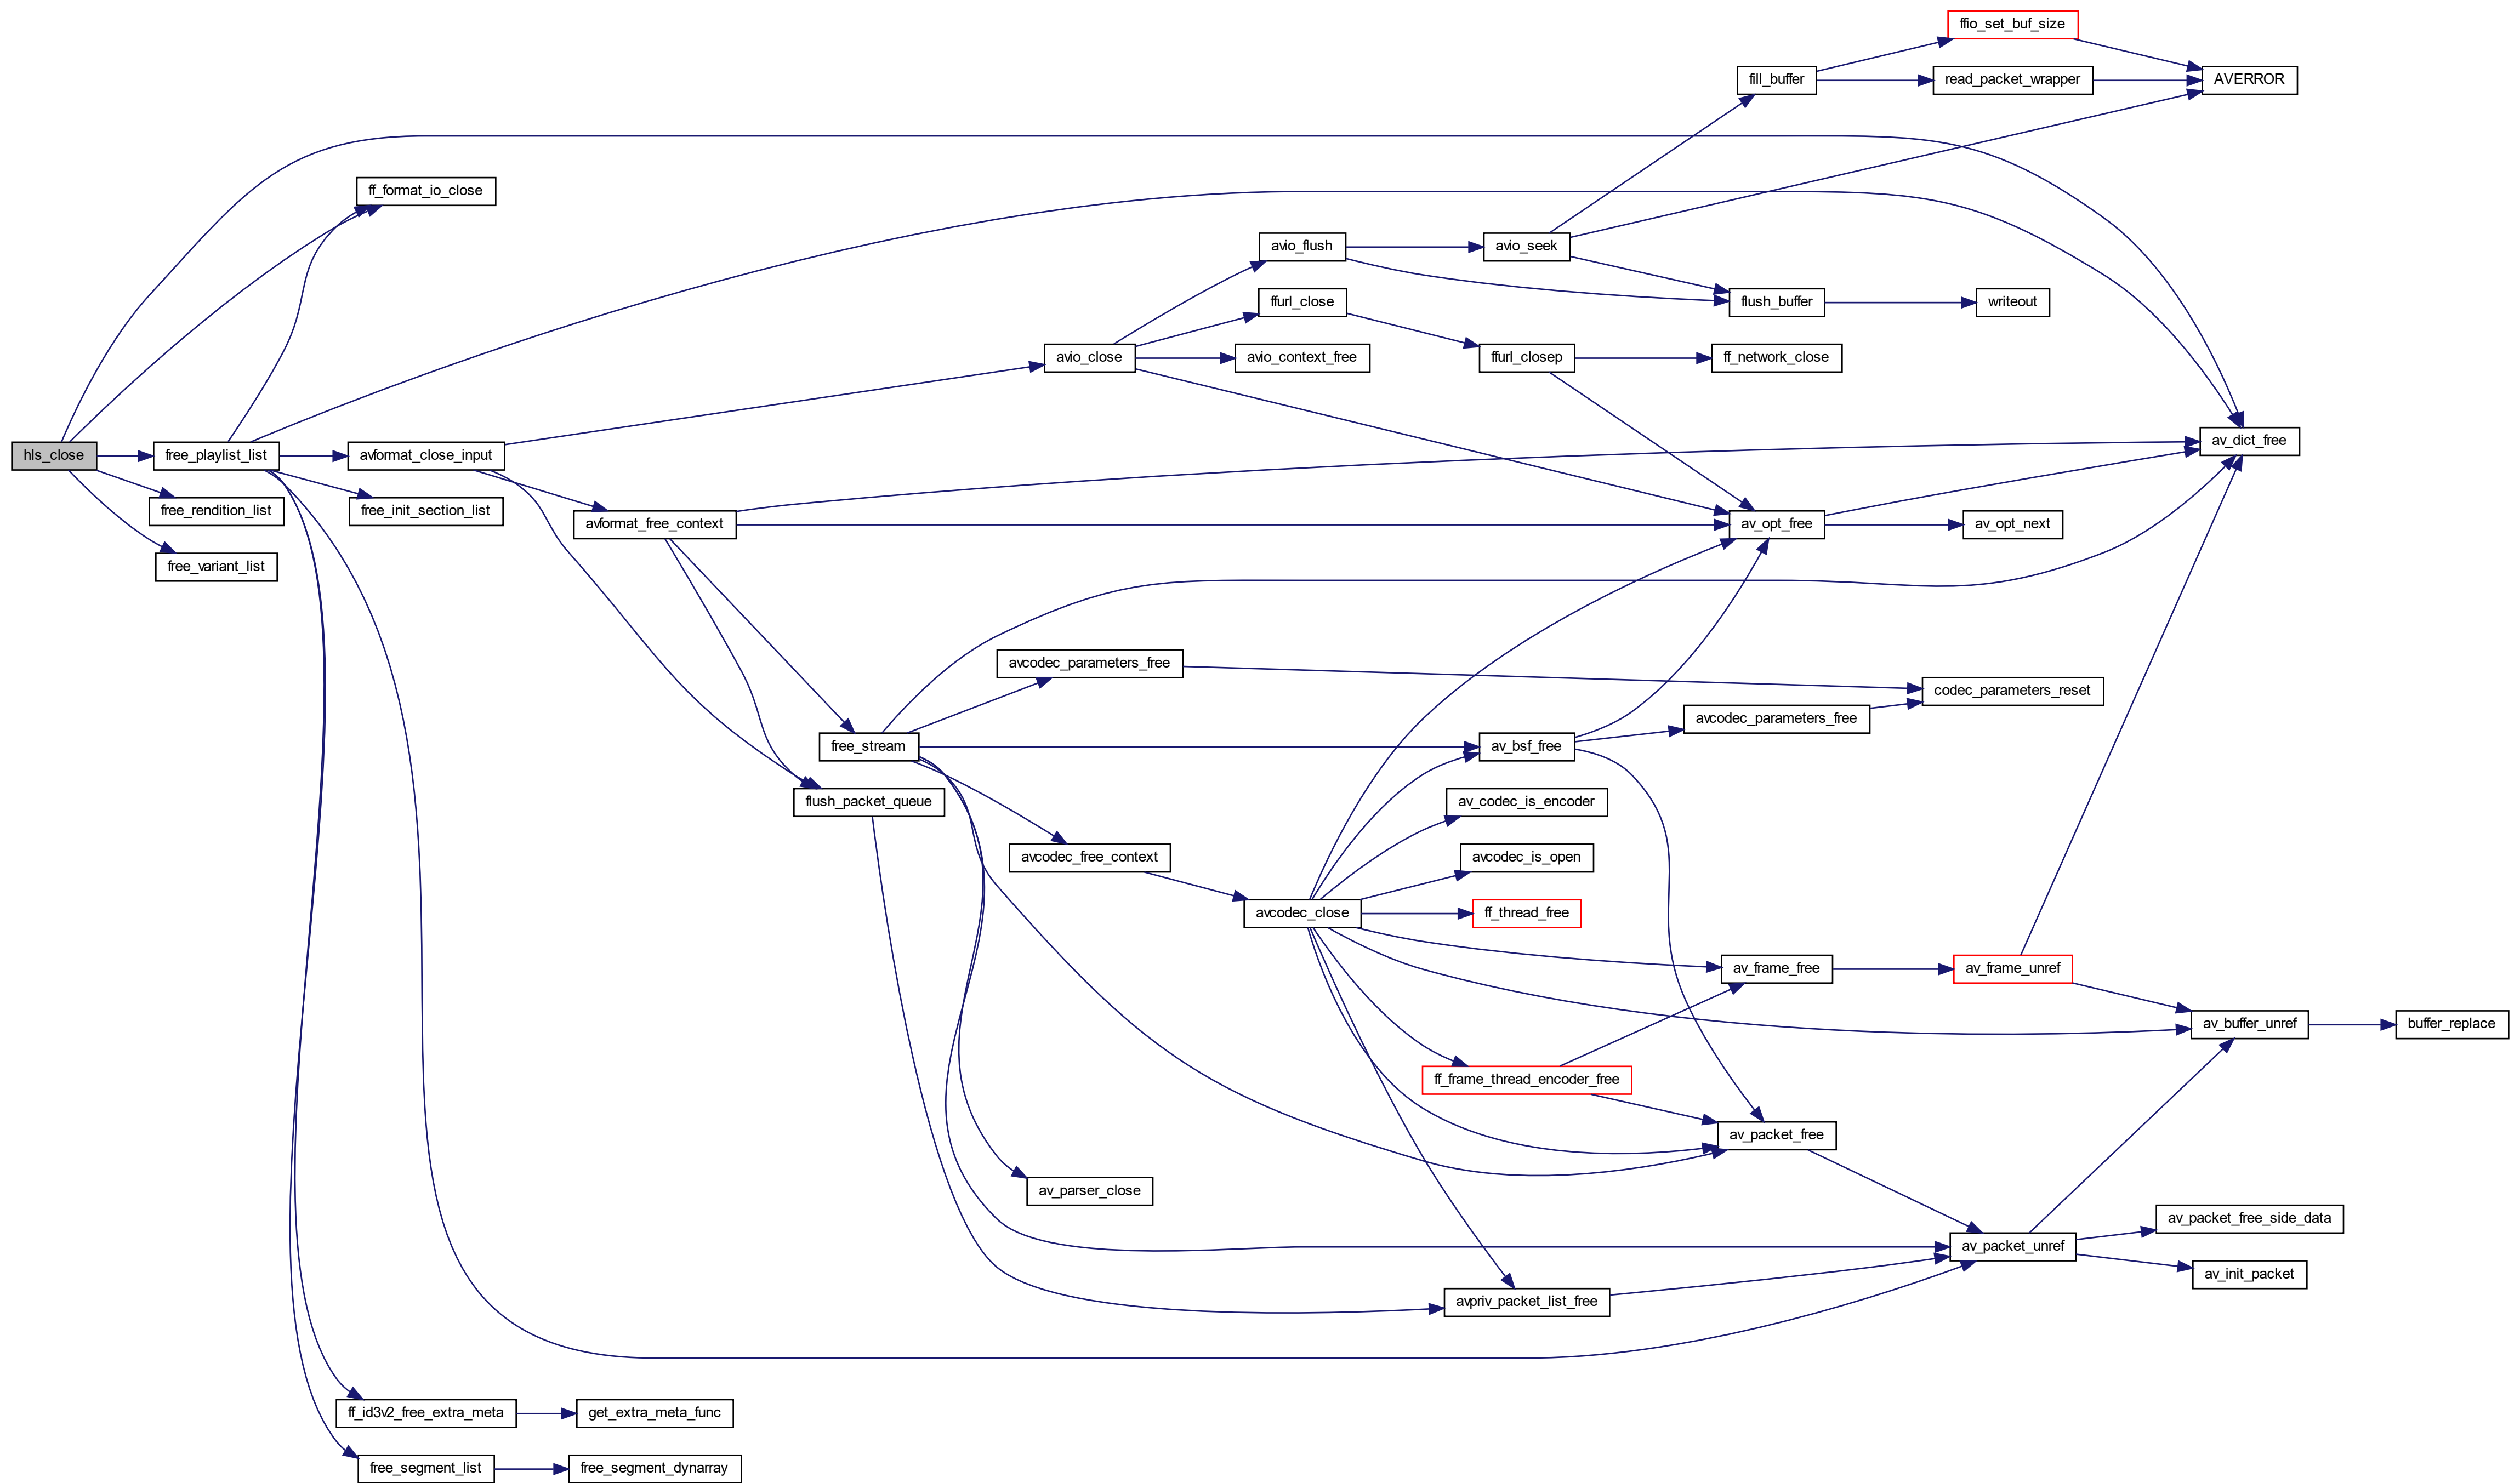 ffio_set_buf_size
fill_buffer
read_packet_wrapper
AVERROR
ff_format_io_close
avio_flush
avio_seek
ffurl_close
flush_buffer
writeout
avio_close
avio_context_free
ffurl_closep
ff_network_close
hls_close
free_playlist_list
avformat_close_input
av_dict_free
free_rendition_list
free_init_section_list
avformat_free_context
av_opt_free
av_opt_next
free_variant_list
avcodec_parameters_free
codec_parameters_reset
avcodec_parameters_free
free_stream
av_bsf_free
flush_packet_queue
av_codec_is_encoder
avcodec_free_context
avcodec_is_open
avcodec_close
ff_thread_free
av_frame_free
av_frame_unref
av_buffer_unref
buffer_replace
ff_frame_thread_encoder_free
av_packet_free
av_parser_close
av_packet_free_side_data
av_packet_unref
av_init_packet
avpriv_packet_list_free
ff_id3v2_free_extra_meta
get_extra_meta_func
free_segment_list
free_segment_dynarray